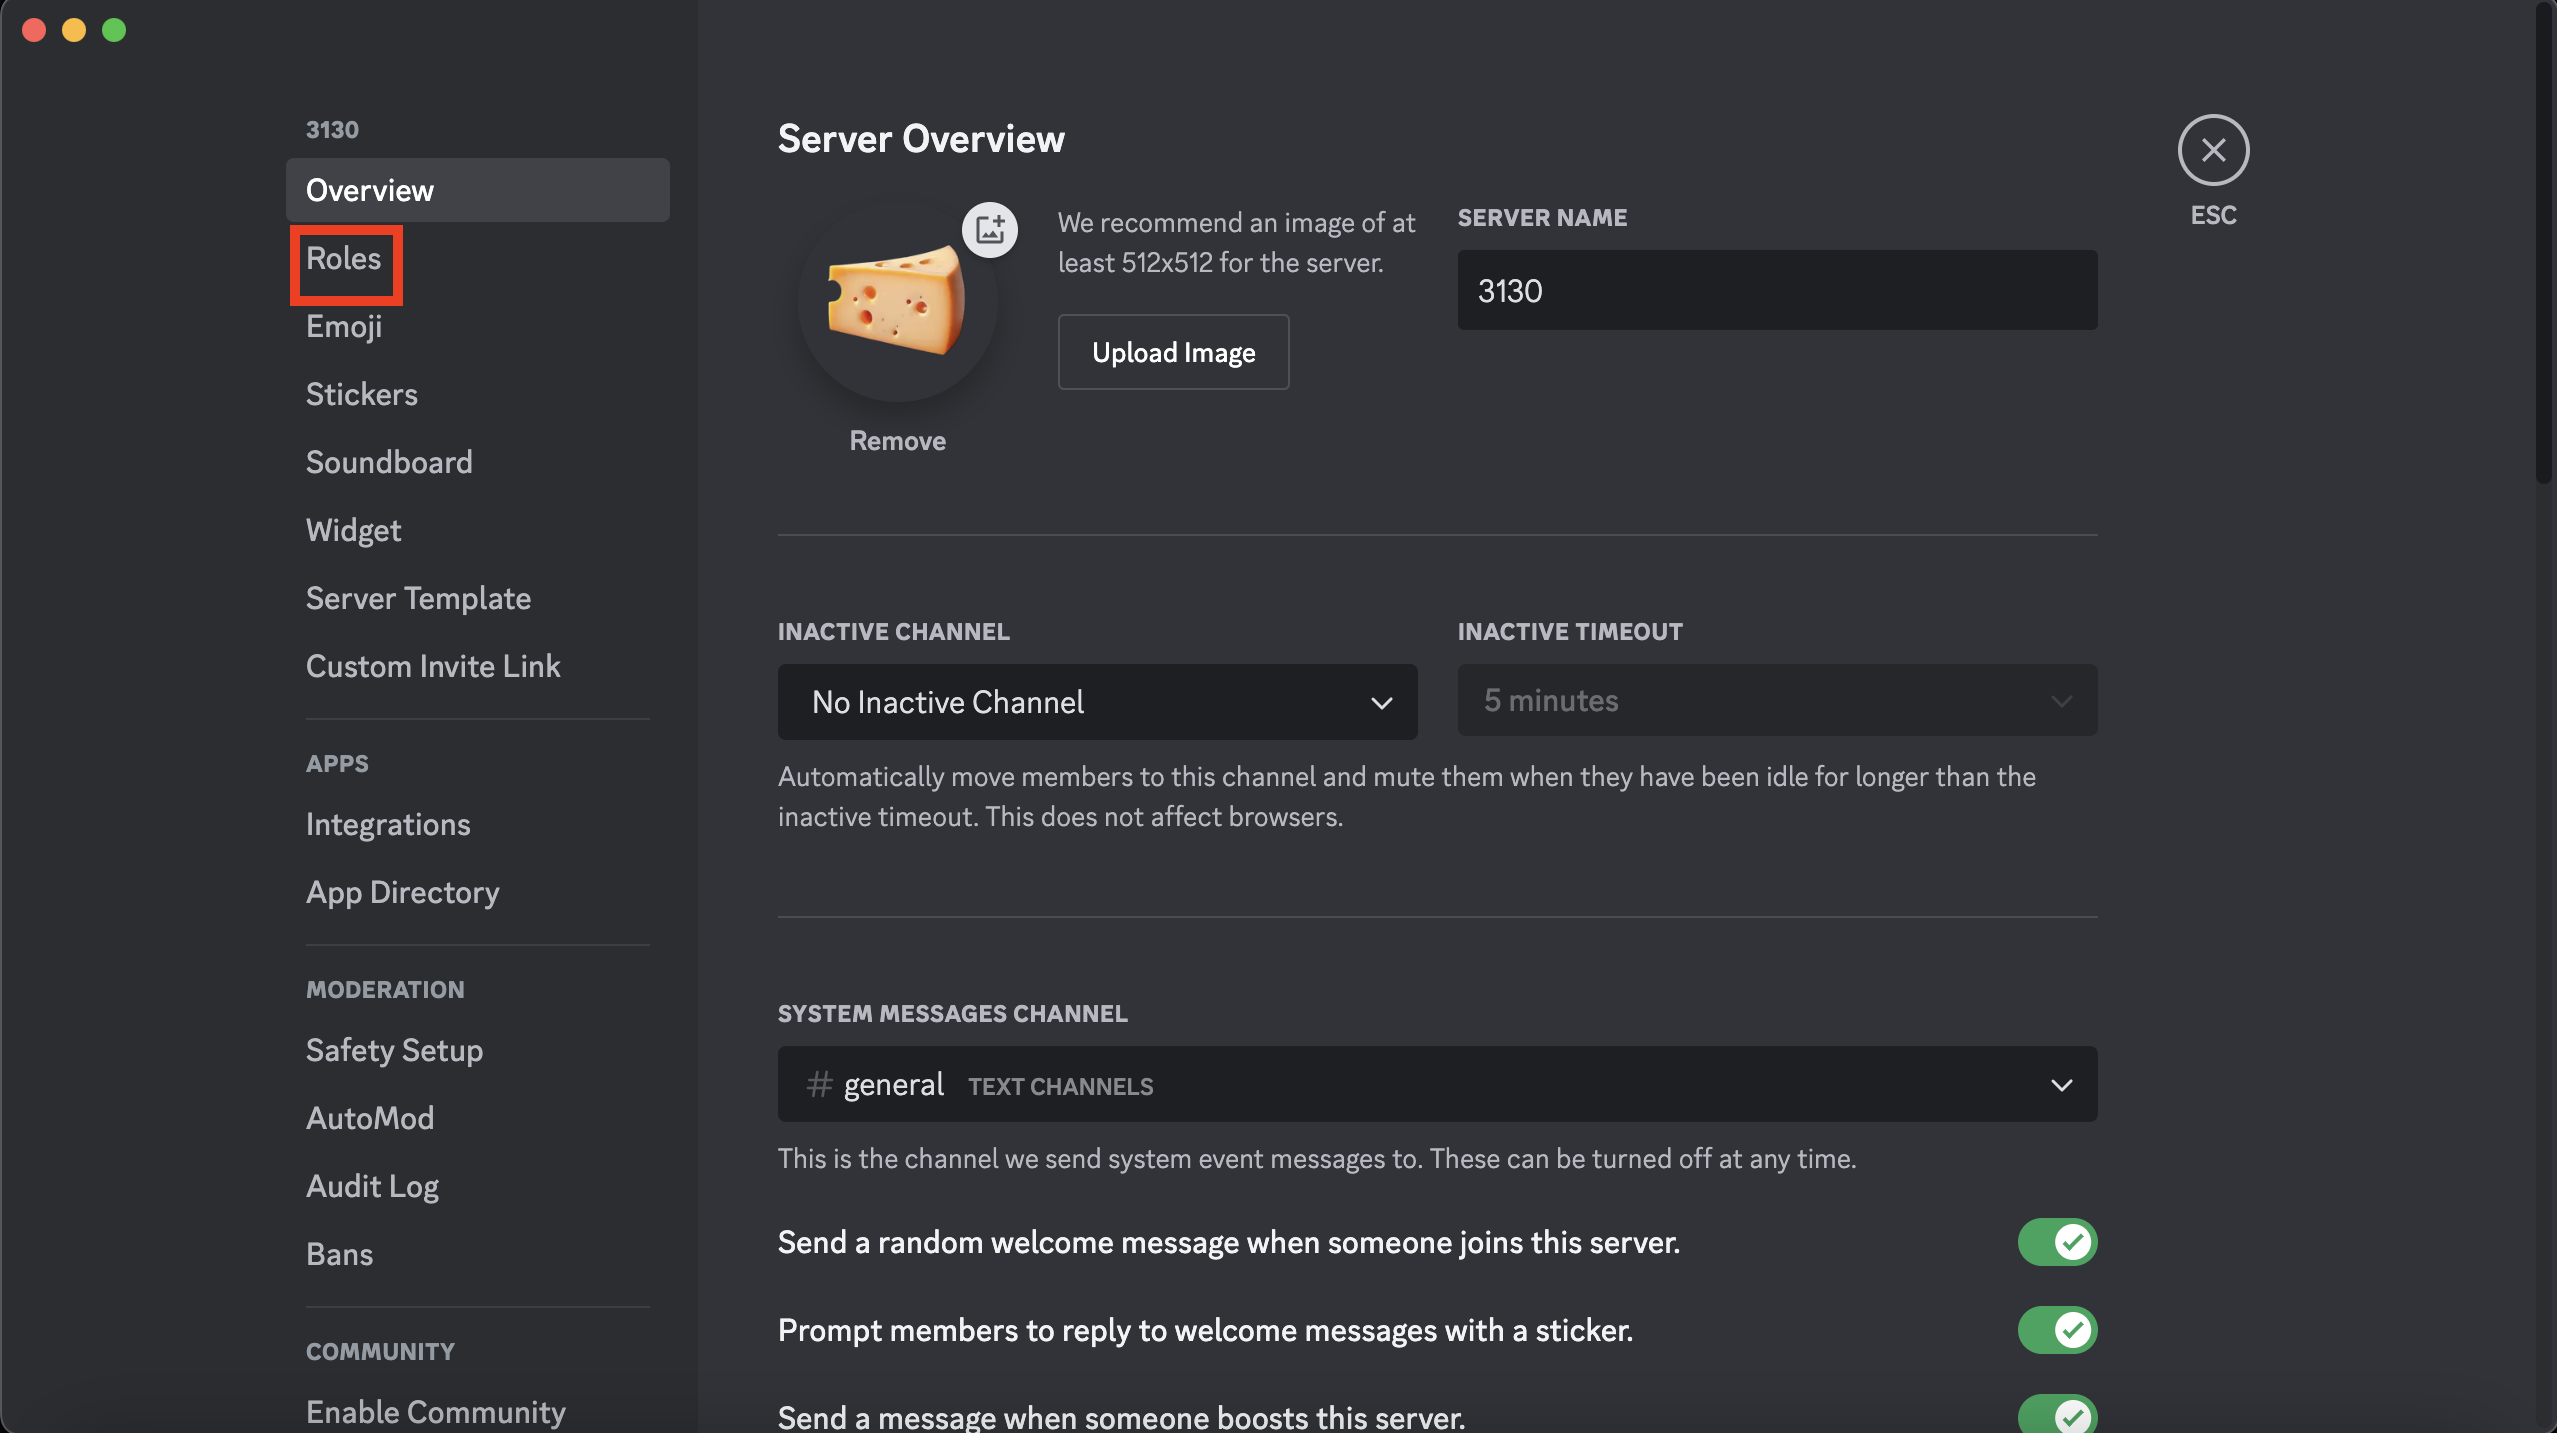 3130
Overview
Roles
Emoji
Stickers
Soundboard
Widget
Server Template
Custom Invite Link
APPS
Integrations
App Directory
MODERATION
Safety Setup
AutoMod
Audit Log
Bans
COMMUNITY
Enable Community
Server Overview
We recommend an image of at
least 512x512 for the server.
Upload Image
Remove
SERVER NAME
3130
ESC
INACTIVE CHANNEL
No Inactive Channel
INACTIVE TIMEOUT
5 minutes
Automatically move members to this channel and mute them when they have been idle for longer than the
inactive timeout. This does not affect browsers.
SYSTEM MESSAGES CHANNEL
# general TEXT CHANNELS
This is the channel we send system event messages to. These can be turned off at any time.
Send a random welcome message when someone joins this server.
Prompt members to reply to welcome messages with a sticker.
Send a message when someone boosts this server.